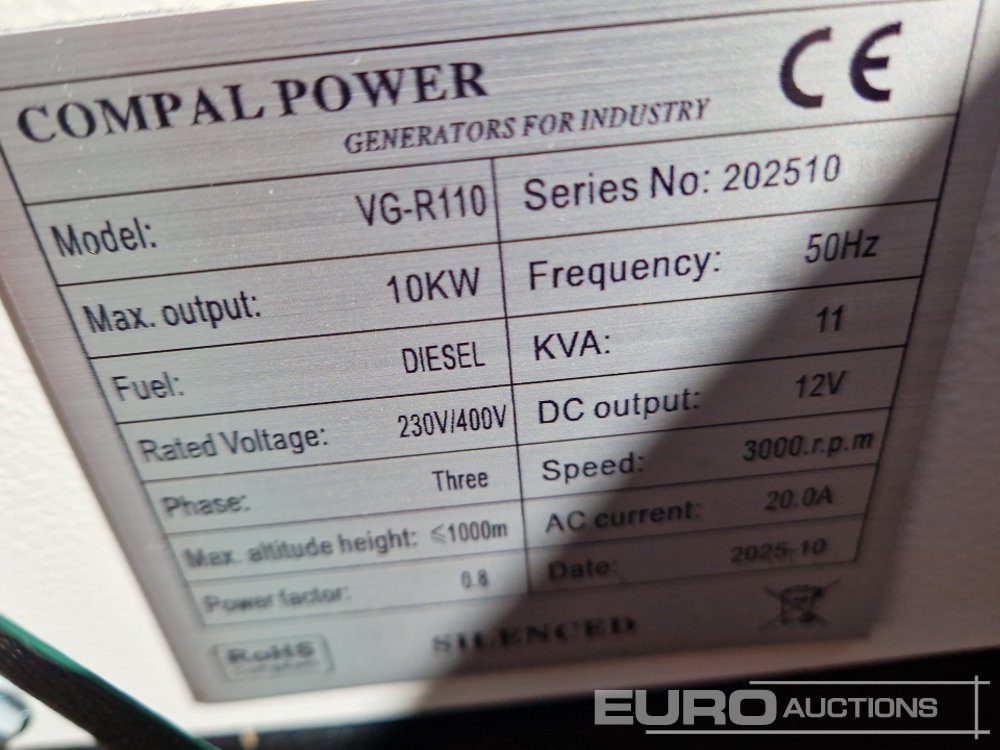 COMPAL POWER
CE
GENERATORS FOR INDUSTRY
Model: VG-R110
Series No: 202510
Max. output: 10KW
Frequency: 50Hz
Fuel: DIESEL
KVA: 11
Rated Voltage: 230V/400V
DC output: 12V
Phase: Three
Speed: 3000.r.p.m
Max. altitude height: ≤1000m
AC current: 20.0A
Power factor: 0.8
Date: 2025-10
RoHS
SILENCED
EURO AUCTIONS